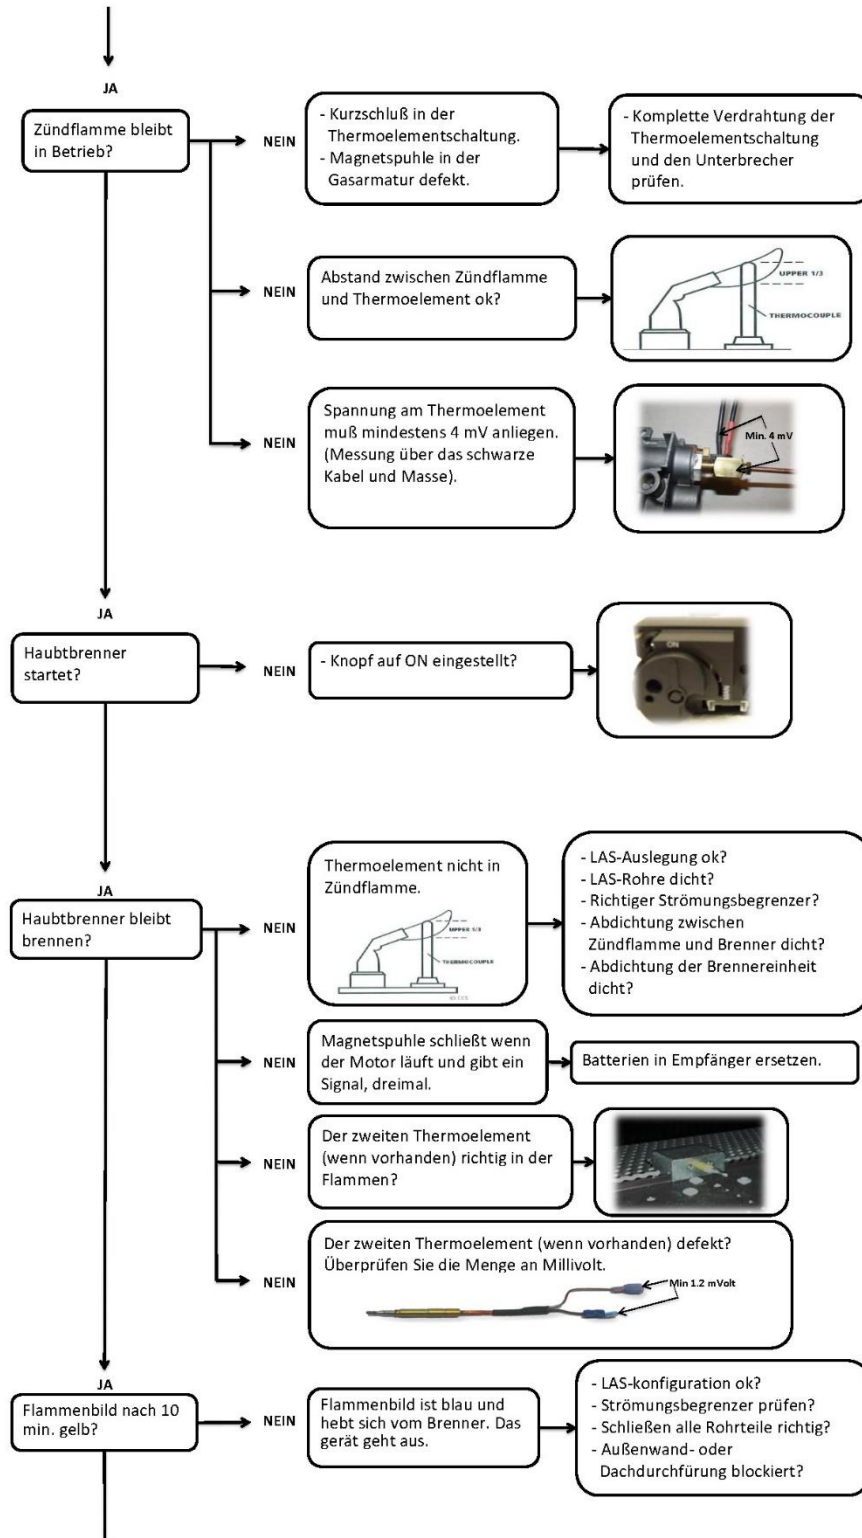 JA
Zündflamme bleibt
in Betrieb?
NEIN
- Kurzschluß in der
Thermoelementschaltung.
- Magnetspuhle in der
Gasarmatur defekt.
- Komplette Verdrahtung der
Thermoelementschaltung
und den Unterbrecher
prüfen.
NEIN
Abstand zwischen Zündflamme
und Thermoelement ok?
UPPER 1/3
THERMOCOUPLE
NEIN
Spannung am Thermoelement
muß mindestens 4 mV anliegen.
(Messung über das schwarze
Kabel und Masse).
Min. 4 mV
JA
Haubtbrenner
startet?
NEIN
- Knopf auf ON eingestellt?
ON
JA
Haubtbrenner bleibt
brennen?
NEIN
Thermoelement nicht in
Zündflamme.
UPPER 1/3
THERMOCOUPLE
- LAS-Auslegung ok?
- LAS-Rohre dicht?
- Richtiger Strömungsbegrenzer?
- Abdichtung zwischen
Zündflamme und Brenner dicht?
- Abdichtung der Brennereinheit
dicht?
NEIN
Magnetspuhle schließt wenn
der Motor läuft und gibt ein
Signal, dreimal.
Batterien in Empfänger ersetzen.
NEIN
Der zweiten Thermoelement
(wenn vorhanden) richtig in der
Flammen?
NEIN
Der zweiten Thermoelement (wenn vorhanden) defekt?
Überprüfen Sie die Menge an Millivolt.
Min 1.2 mVolt
JA
Flammenbild nach 10
min. gelb?
NEIN
Flammenbild ist blau und
hebt sich vom Brenner. Das
gerät geht aus.
- LAS-konfiguration ok?
- Strömungsbegrenzer prüfen?
- Schließen alle Rohrteile richtig?
- Außenwand- oder
Dachdurchfürung blockiert?